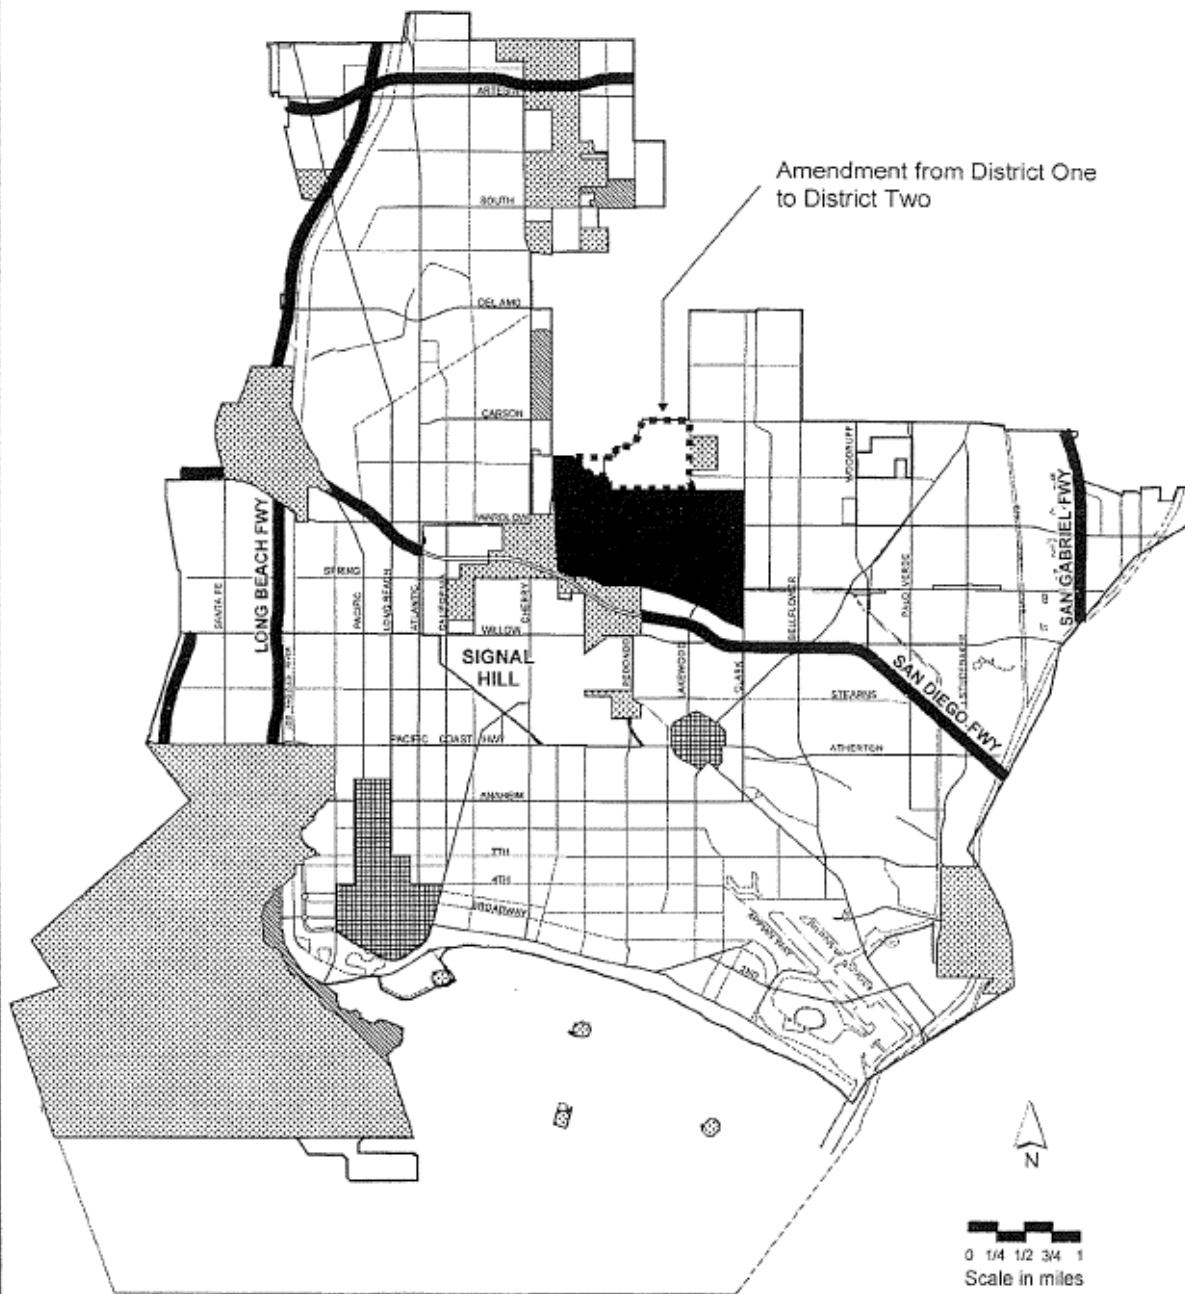 ARTESIA
Amendment from District One
to District Two
SOUTH
DEL AMO
CARSON
WOODRUFF
WARDLOW
SAN GABRIEL FWY
LONG BEACH FWY
SPRING
SANTA FE
PACIFIC
LONG BEACH
ATLANTIC
CALIFORNIA
CHERRY
BELLFLOWER
PALO VERDE
WILLOW
SIGNAL
HILL
REDONDO
LAKEWOOD
CLARK
STUDEBAKER
SAN DIEGO FWY
STEARNS
PACIFIC COAST HWY
ATHERTON
ANAHEIM
7TH
4TH
BROADWAY
APPIAN WAY
2ND
N
0 1/4 1/2 3/4 1
Scale in miles